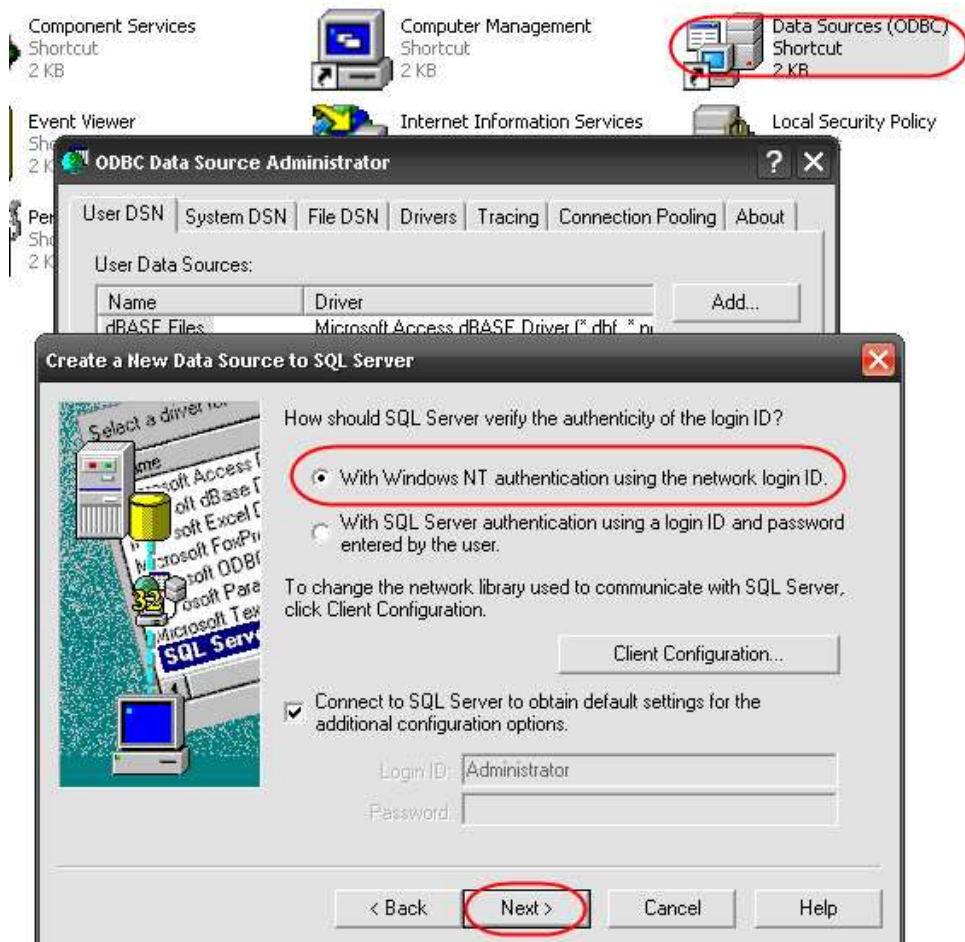 Component Services
Shortcut
2 KB
Computer Management
Shortcut
2 KB
Data Sources (ODBC)
Shortcut
2 KB
Event Viewer
Internet Information Services
Local Security Policy
ODBC Data Source Administrator
User DSN System DSN File DSN Drivers Tracing Connection Pooling About
User Data Sources:
Name Driver Add...
dBASE Files Microsoft Access dBASE Driver (*.dbf, *.n
Create a New Data Source to SQL Server
Select a driver
SQL Serve
How should SQL Server verify the authenticity of the login ID?
With Windows NT authentication using the network login ID.
With SQL Server authentication using a login ID and password
entered by the user.
To change the network library used to communicate with SQL Server,
click Client Configuration.
Client Configuration...
Connect to SQL Server to obtain default settings for the
additional configuration options.
Login ID: Administrator
Password:
< Back Next > Cancel Help